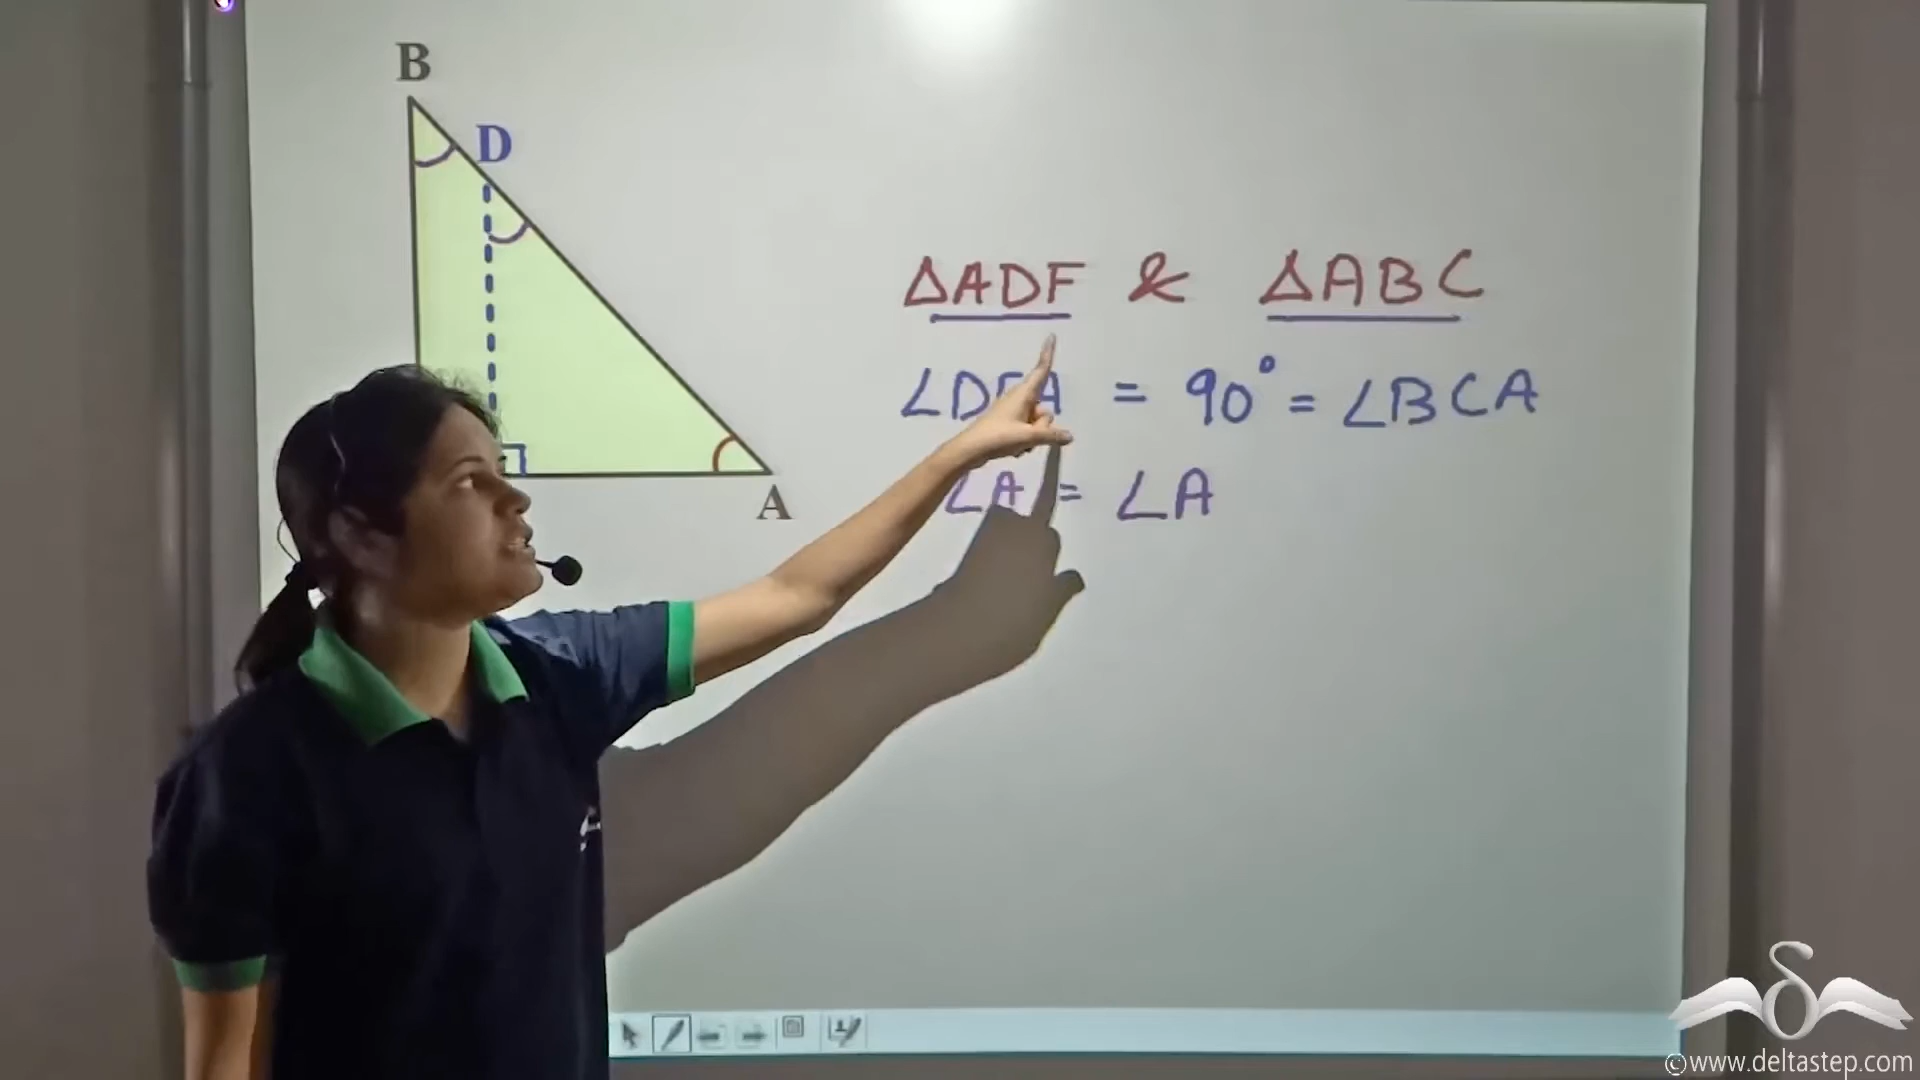 B
D
A
ΔADF & ΔABC
= 90° = ∠BCA
∠A = ∠A
©www.deltastep.com